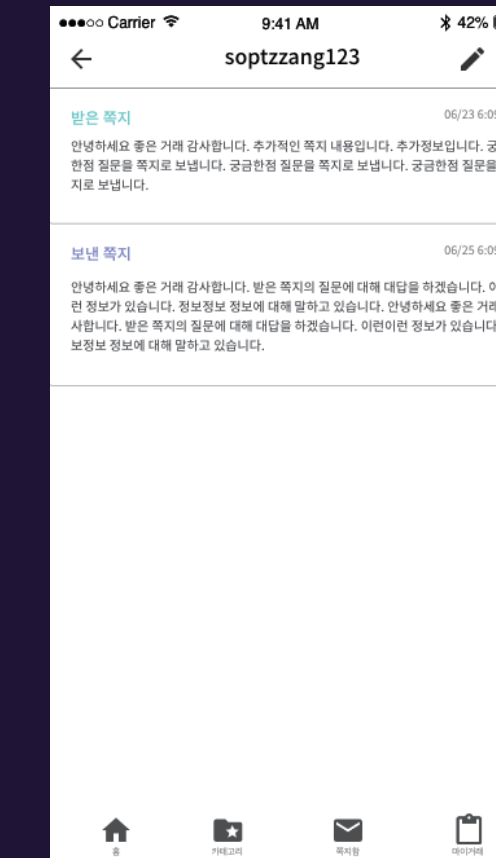 Carrier 9:41 AM 42%
soptzzang123
받은 쪽지 06/23 6:09
안녕하세요 좋은 거래 감사합니다. 추가적인 쪽지 내용입니다. 추가정보입니다. 궁
한점 질문을 쪽지로 보냅니다. 궁금한점 질문을 쪽지로 보냅니다. 궁금한점 질문을
지로 보냅니다.
보낸 쪽지 06/25 6:09
안녕하세요 좋은 거래 감사합니다. 받은 쪽지의 질문에 대해 대답을 하겠습니다. 이
런 정보가 있습니다. 정보정보 정보에 대해 말하고 있습니다. 안녕하세요 좋은 거래
사합니다. 받은 쪽지의 질문에 대해 대답을 하겠습니다. 이런이런 정보가 있습니다
보정보 정보에 대해 말하고 있습니다.
홈 카테고리 쪽지함 마이거래